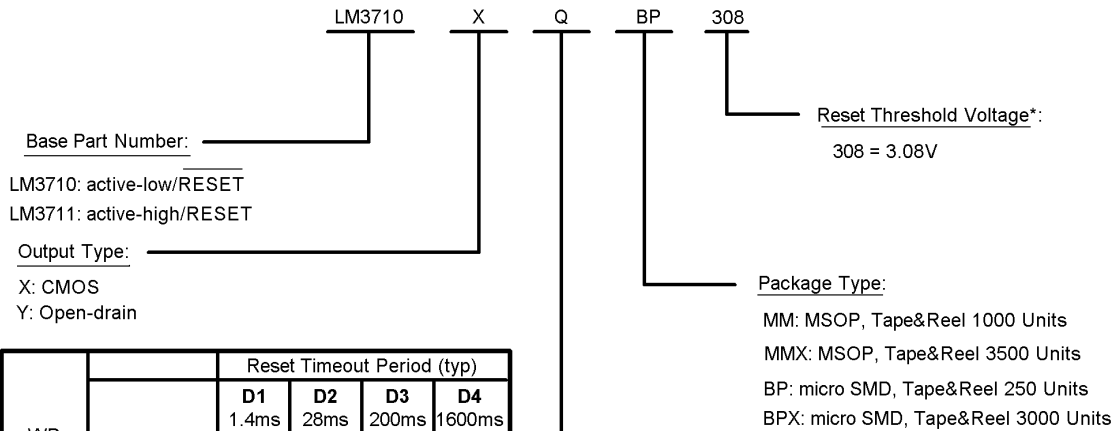 LM3710 X Q BP 308
Reset Threshold Voltage*:
308 = 3.08V
Base Part Number:
LM3710: active-low/RESET
LM3711: active-high/RESET
Output Type:
X: CMOS
Y: Open-drain
Package Type:
MM: MSOP, Tape&Reel 1000 Units
MMX: MSOP, Tape&Reel 3500 Units
BP: micro SMD, Tape&Reel 250 Units
BPX: micro SMD, Tape&Reel 3000 Units
Reset Timeout Period (typ)
D1 D2 D3 D4
1.4ms 28ms 200ms 1600ms